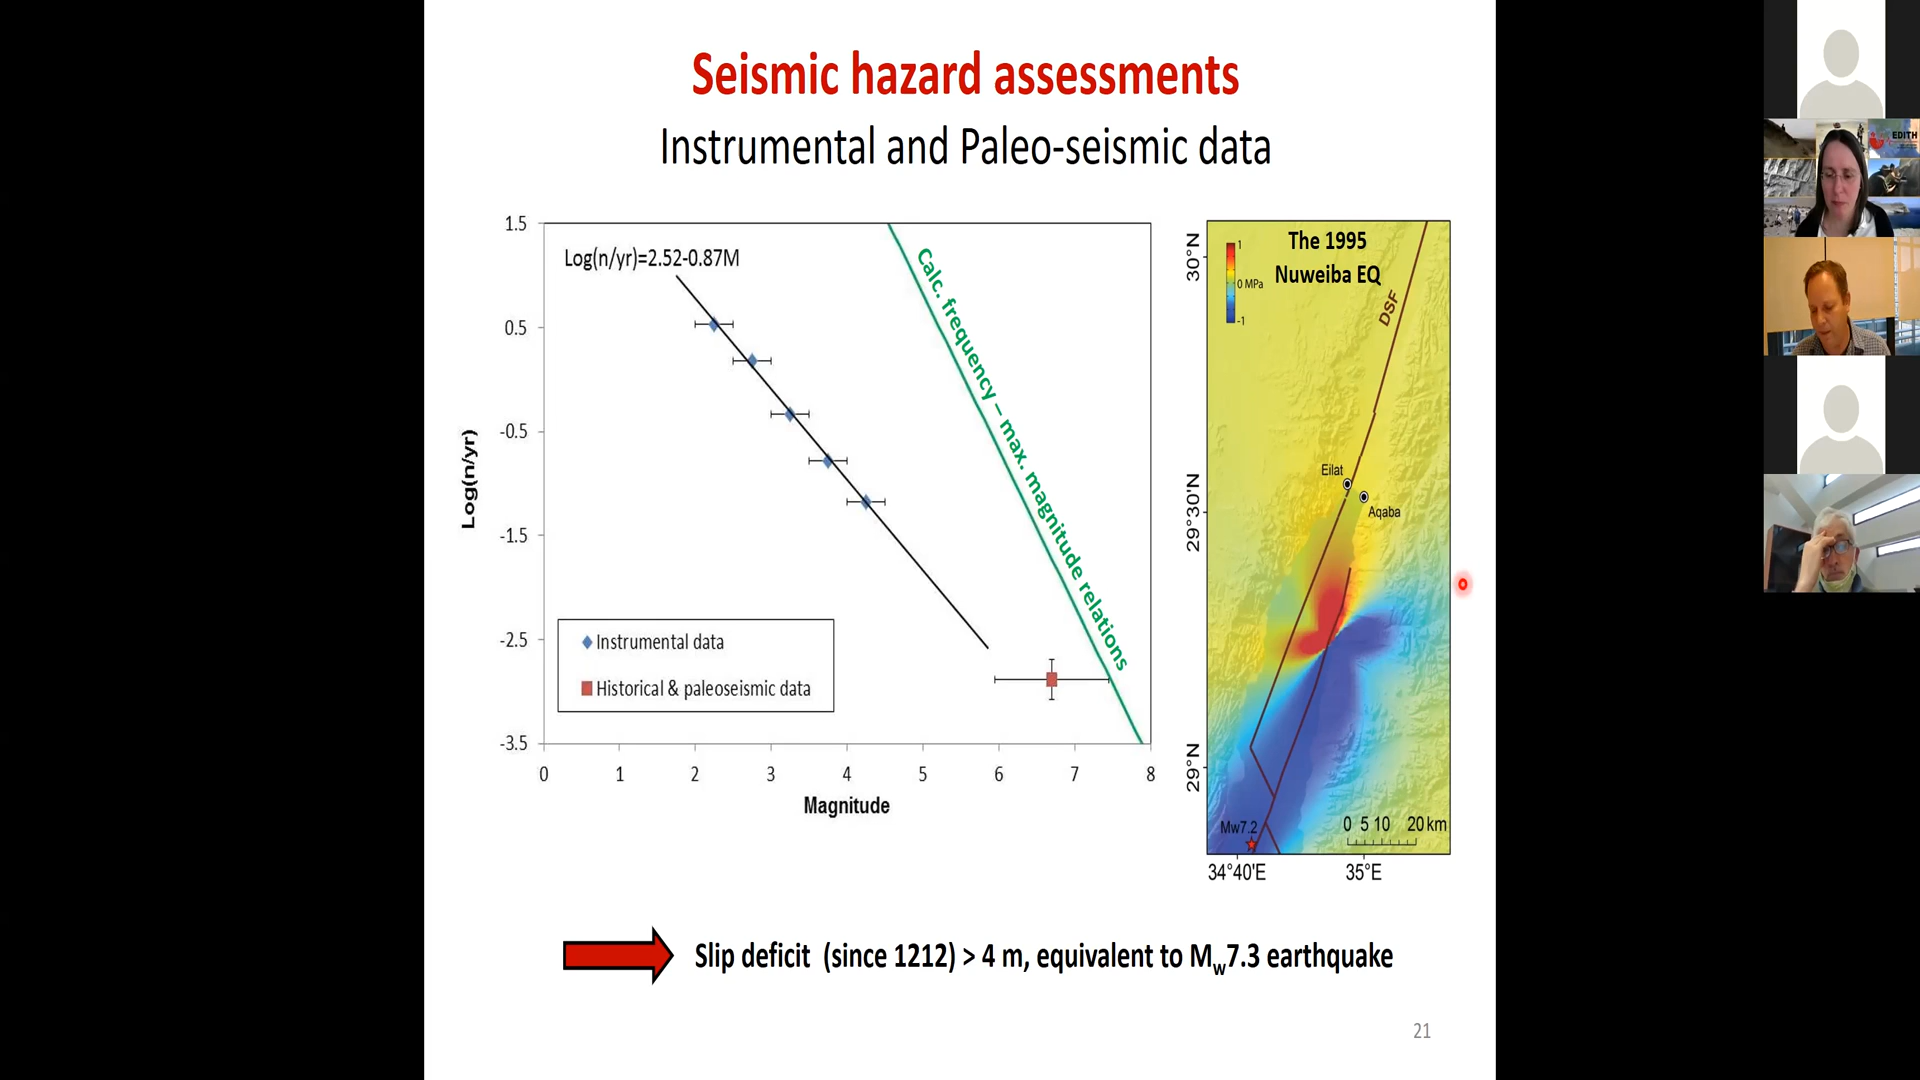 Seismic hazard assessments
Instrumental and Paleo-seismic data
Log(n/yr)=2.52-0.87M
Calc. frequency – max. magnitude relations
1.5
0.5
-0.5
-1.5
-2.5
-3.5
Log(n/yr)
Instrumental data
Historical & paleoseismic data
0 1 2 3 4 5 6 7 8
Magnitude
The 1995
Nuweiba EQ
1
0 MPa
-1
DSF
Eilat
Aqaba
Mw7.2
0 5 10 20 km
30°N
29°30'N
29°N
34°40'E 35°E
Slip deficit (since 1212) > 4 m, equivalent to Mw7.3 earthquake
21
EDITH